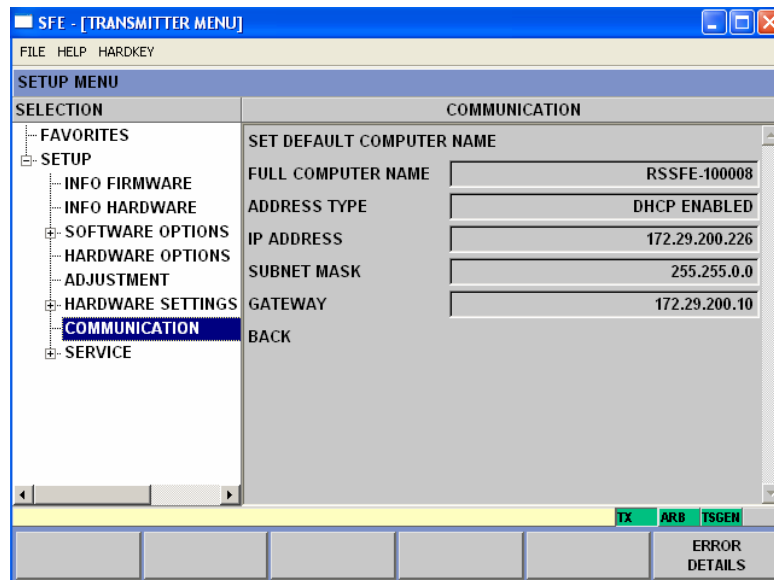 SFE - [TRANSMITTER MENU]
FILE HELP HARDKEY
SETUP MENU
SELECTION
COMMUNICATION
FAVORITES
SETUP
INFO FIRMWARE
INFO HARDWARE
SOFTWARE OPTIONS
HARDWARE OPTIONS
ADJUSTMENT
HARDWARE SETTINGS
COMMUNICATION
SERVICE
SET DEFAULT COMPUTER NAME
FULL COMPUTER NAME RSSFE-100008
ADDRESS TYPE DHCP ENABLED
IP ADDRESS 172.29.200.226
SUBNET MASK 255.255.0.0
GATEWAY 172.29.200.10
BACK
TX ARB TSGEN
ERROR
DETAILS